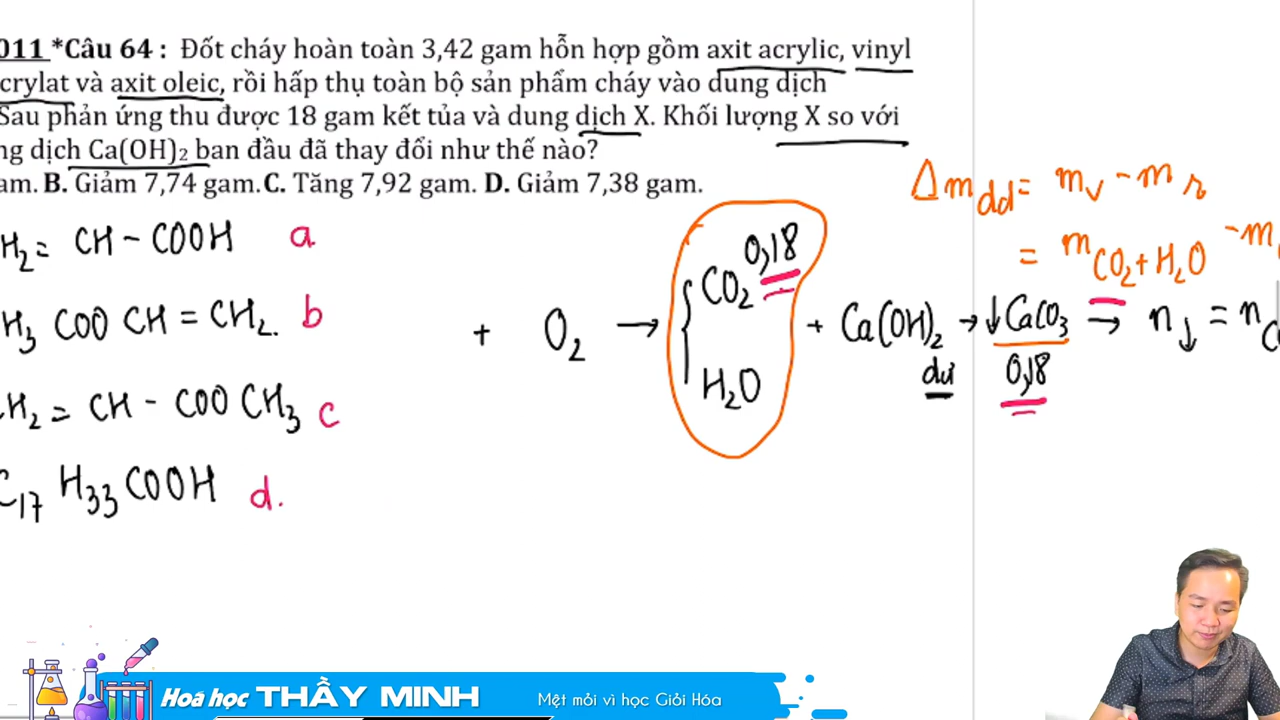 011 *Câu 64 : Đốt cháy hoàn toàn 3,42 gam hỗn hợp gồm axit acrylic, vinyl
crylat và axit oleic, rồi hấp thụ toàn bộ sản phẩm cháy vào dung dịch
Sau phản ứng thu được 18 gam kết tủa và dung dịch X. Khối lượng X so với
ng dịch Ca(OH)₂ ban đầu đã thay đổi như thế nào?
am. B. Giảm 7,74 gam. C. Tăng 7,92 gam. D. Giảm 7,38 gam.
Δm dd = m v - m r
= m CO₂ + H₂O - m
H₂ = CH - COOH a
H₃ COO CH = CH₂. b
+ O₂ → { CO₂ 0,18 H₂O + Ca(OH)₂ dư → ↓ CaCO₃ 0,18 → n↓ = n C
H₂ = CH - COO CH₃ c
C₁₇ H₃₃ COOH d.
Hoá học THẦY MINH
Mệt mỏi vì học Giỏi Hóa